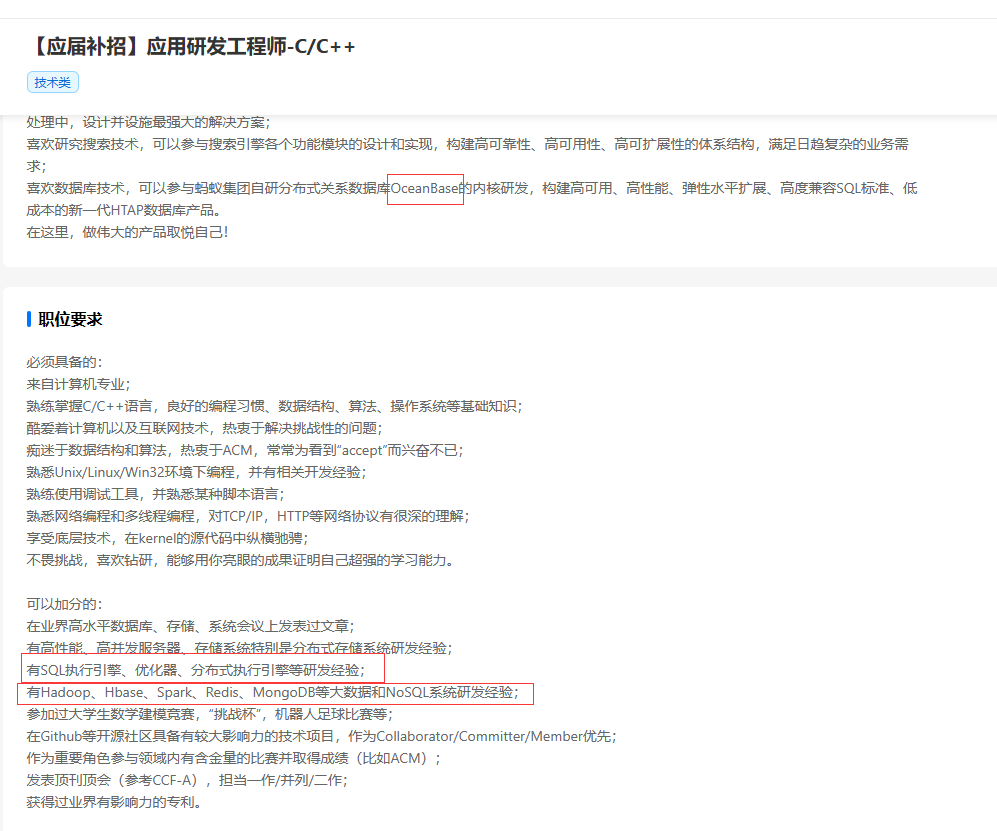 【应届补招】应用研发工程师-C/C++
技术类
处理中，设计并设施最强大的解决方案；
喜欢研究搜索技术，可以参与搜索引擎各个功能模块的设计和实现，构建高可靠性、高可用性、高可扩展性的体系结构，满足日趋复杂的业务需
求；
喜欢数据库技术，可以参与蚂蚁集团自研分布式关系数据库OceanBase的内核研发，构建高可用、高性能、弹性水平扩展、高度兼容SQL标准、低
成本的新一代HTAP数据库产品。
在这里，做伟大的产品取悦自己！
职位要求
必须具备的：
来自计算机专业；
熟练掌握C/C++语言，良好的编程习惯、数据结构、算法、操作系统等基础知识；
酷爱着计算机以及互联网技术，热衷于解决挑战性的问题；
痴迷于数据结构和算法，热衷于ACM，常常为看到“accept”而兴奋不已；
熟悉Unix/Linux/Win32环境下编程，并有相关开发经验；
熟练使用调试工具，并熟悉某种脚本语言；
熟悉网络编程和多线程编程，对TCP/IP，HTTP等网络协议有很深的理解；
享受底层技术，在kernel的源代码中纵横驰骋；
不畏挑战，喜欢钻研，能够用你亮眼的成果证明自己超强的学习能力。
可以加分的：
在业界高水平数据库、存储、系统会议上发表过文章；
有高性能、高并发服务器、存储系统特别是分布式存储系统研发经验；
有SQL执行引擎、优化器、分布式执行引擎等研发经验；
有Hadoop、Hbase、Spark、Redis、MongoDB等大数据和NoSQL系统研发经验；
参加过大学生数学建模竞赛，“挑战杯”，机器人足球比赛等；
在Github等开源社区具备有较大影响力的技术项目，作为Collaborator/Committer/Member优先；
作为重要角色参与领域内有含金量的比赛并取得成绩（比如ACM）；
发表顶刊顶会（参考CCF-A），担当一作/并列/二作；
获得过业界有影响力的专利。